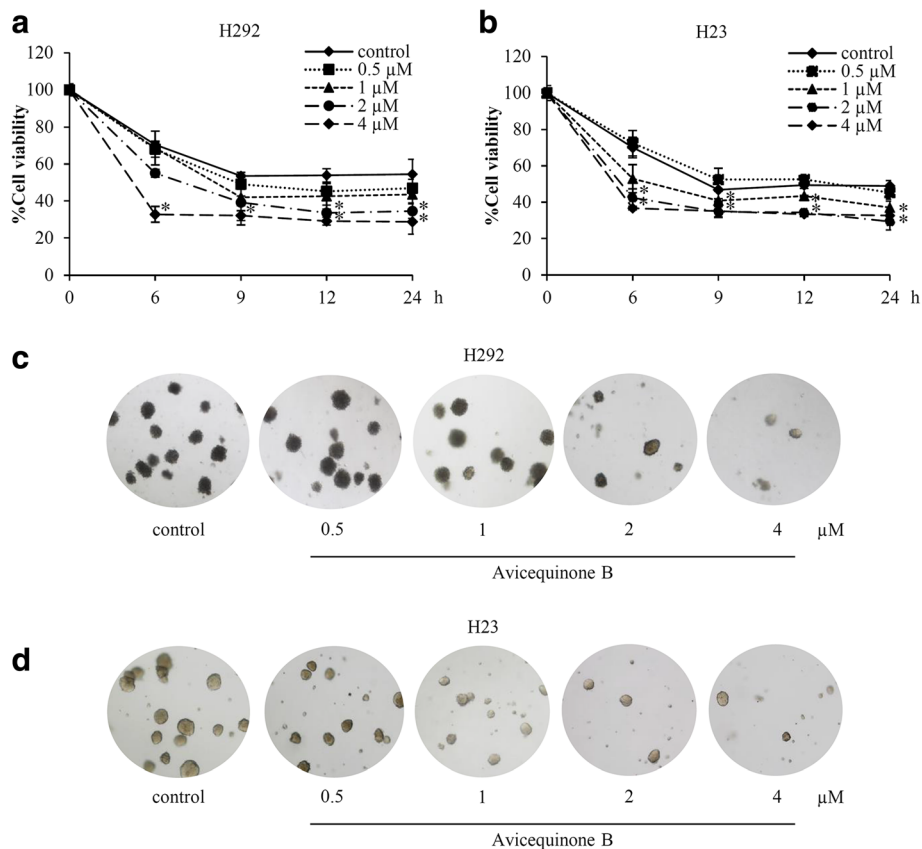 a
H292
%Cell viability
120
100
80
60
40
20
0
0 6 9 12 24 h
control
0.5 µM
1 µM
2 µM
4 µM
*
* *
* *
* *
b
H23
%Cell viability
120
100
80
60
40
20
0
0 6 9 12 24 h
control
0.5 µM
1 µM
2 µM
4 µM
* *
* *
* *
* *
c
H292
control 0.5 1 2 4 µM
Avicequinone B
d
H23
control 0.5 1 2 4 µM
Avicequinone B